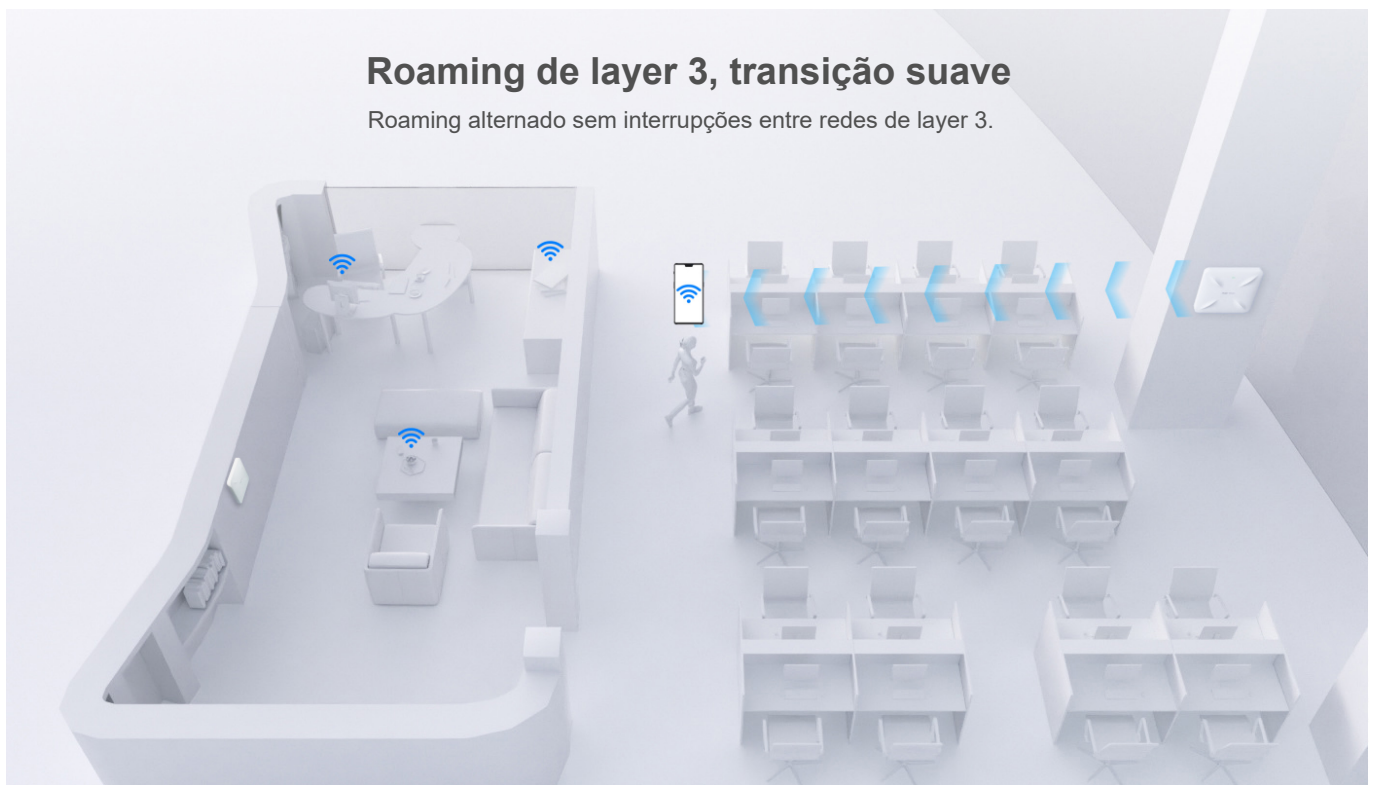 Roaming de layer 3, transição suave
Roaming alternado sem interrupções entre redes de layer 3.